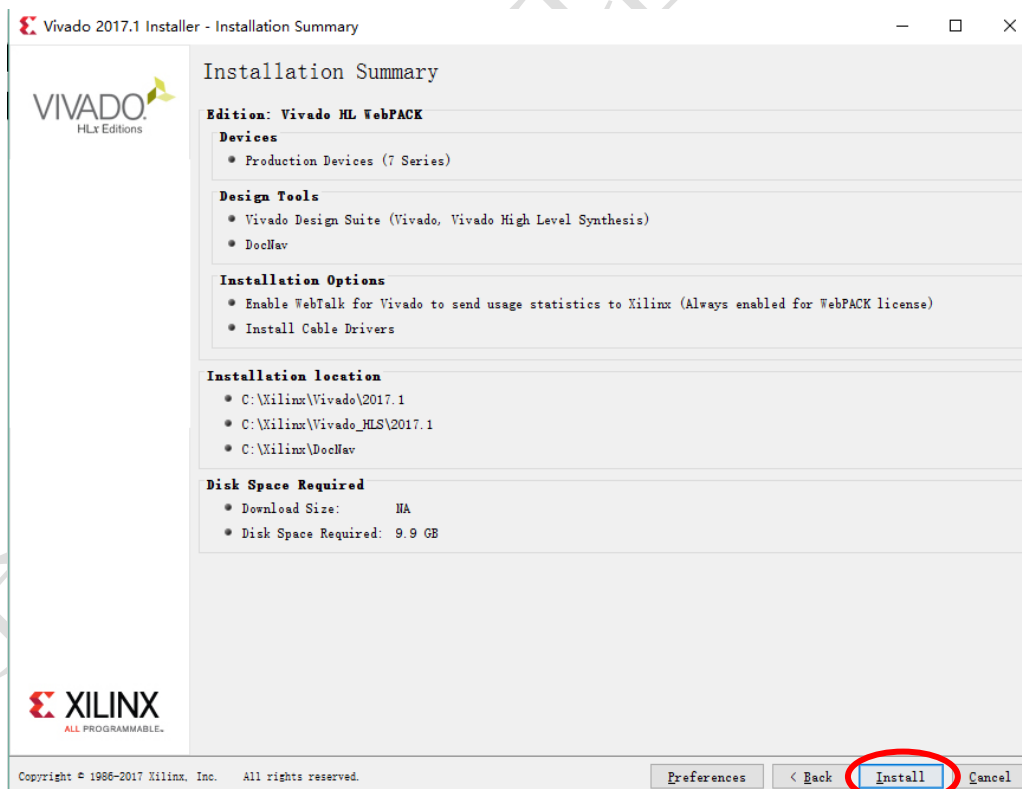 Vivado 2017.1 Installer - Installation Summary
VIVADO.
HLx Editions
Installation Summary
Edition: Vivado HL WebPACK
Devices
Production Devices (7 Series)
Design Tools
Vivado Design Suite (Vivado, Vivado High Level Synthesis)
DocNav
Installation Options
Enable WebTalk for Vivado to send usage statistics to Xilinx (Always enabled for WebPACK license)
Install Cable Drivers
Installation location
C:\Xilinx\Vivado\2017.1
C:\Xilinx\Vivado_HLS\2017.1
C:\Xilinx\DocNav
Disk Space Required
Download Size: NA
Disk Space Required: 9.9 GB
XILINX
ALL PROGRAMMABLE™
Copyright © 1986-2017 Xilinx, Inc. All rights reserved.
Preferences < Back Install Cancel